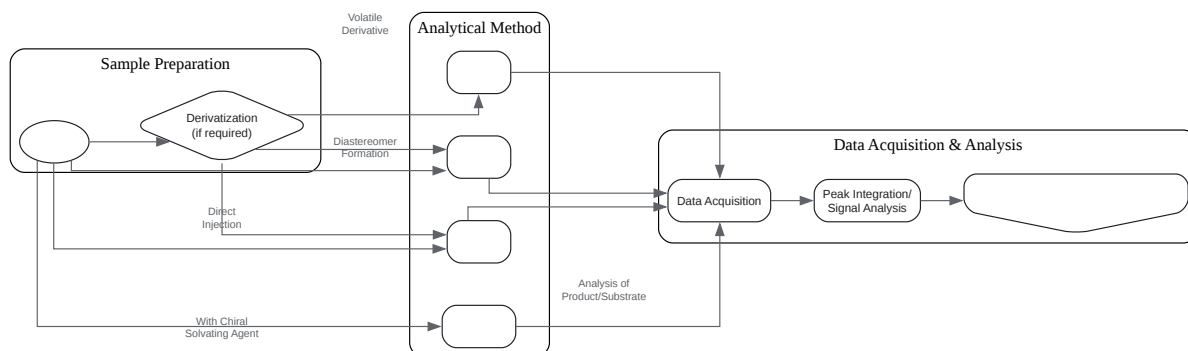 Volatile
Derivative
Analytical Method
Sample Preparation
Derivatization
(if required)
Diastereomer
Formation
Data Acquisition & Analysis
Data Acquisition
Peak Integration/
Signal Analysis
Direct
Injection
Analysis of
Product/Substrate
With Chiral
Solvating Agent